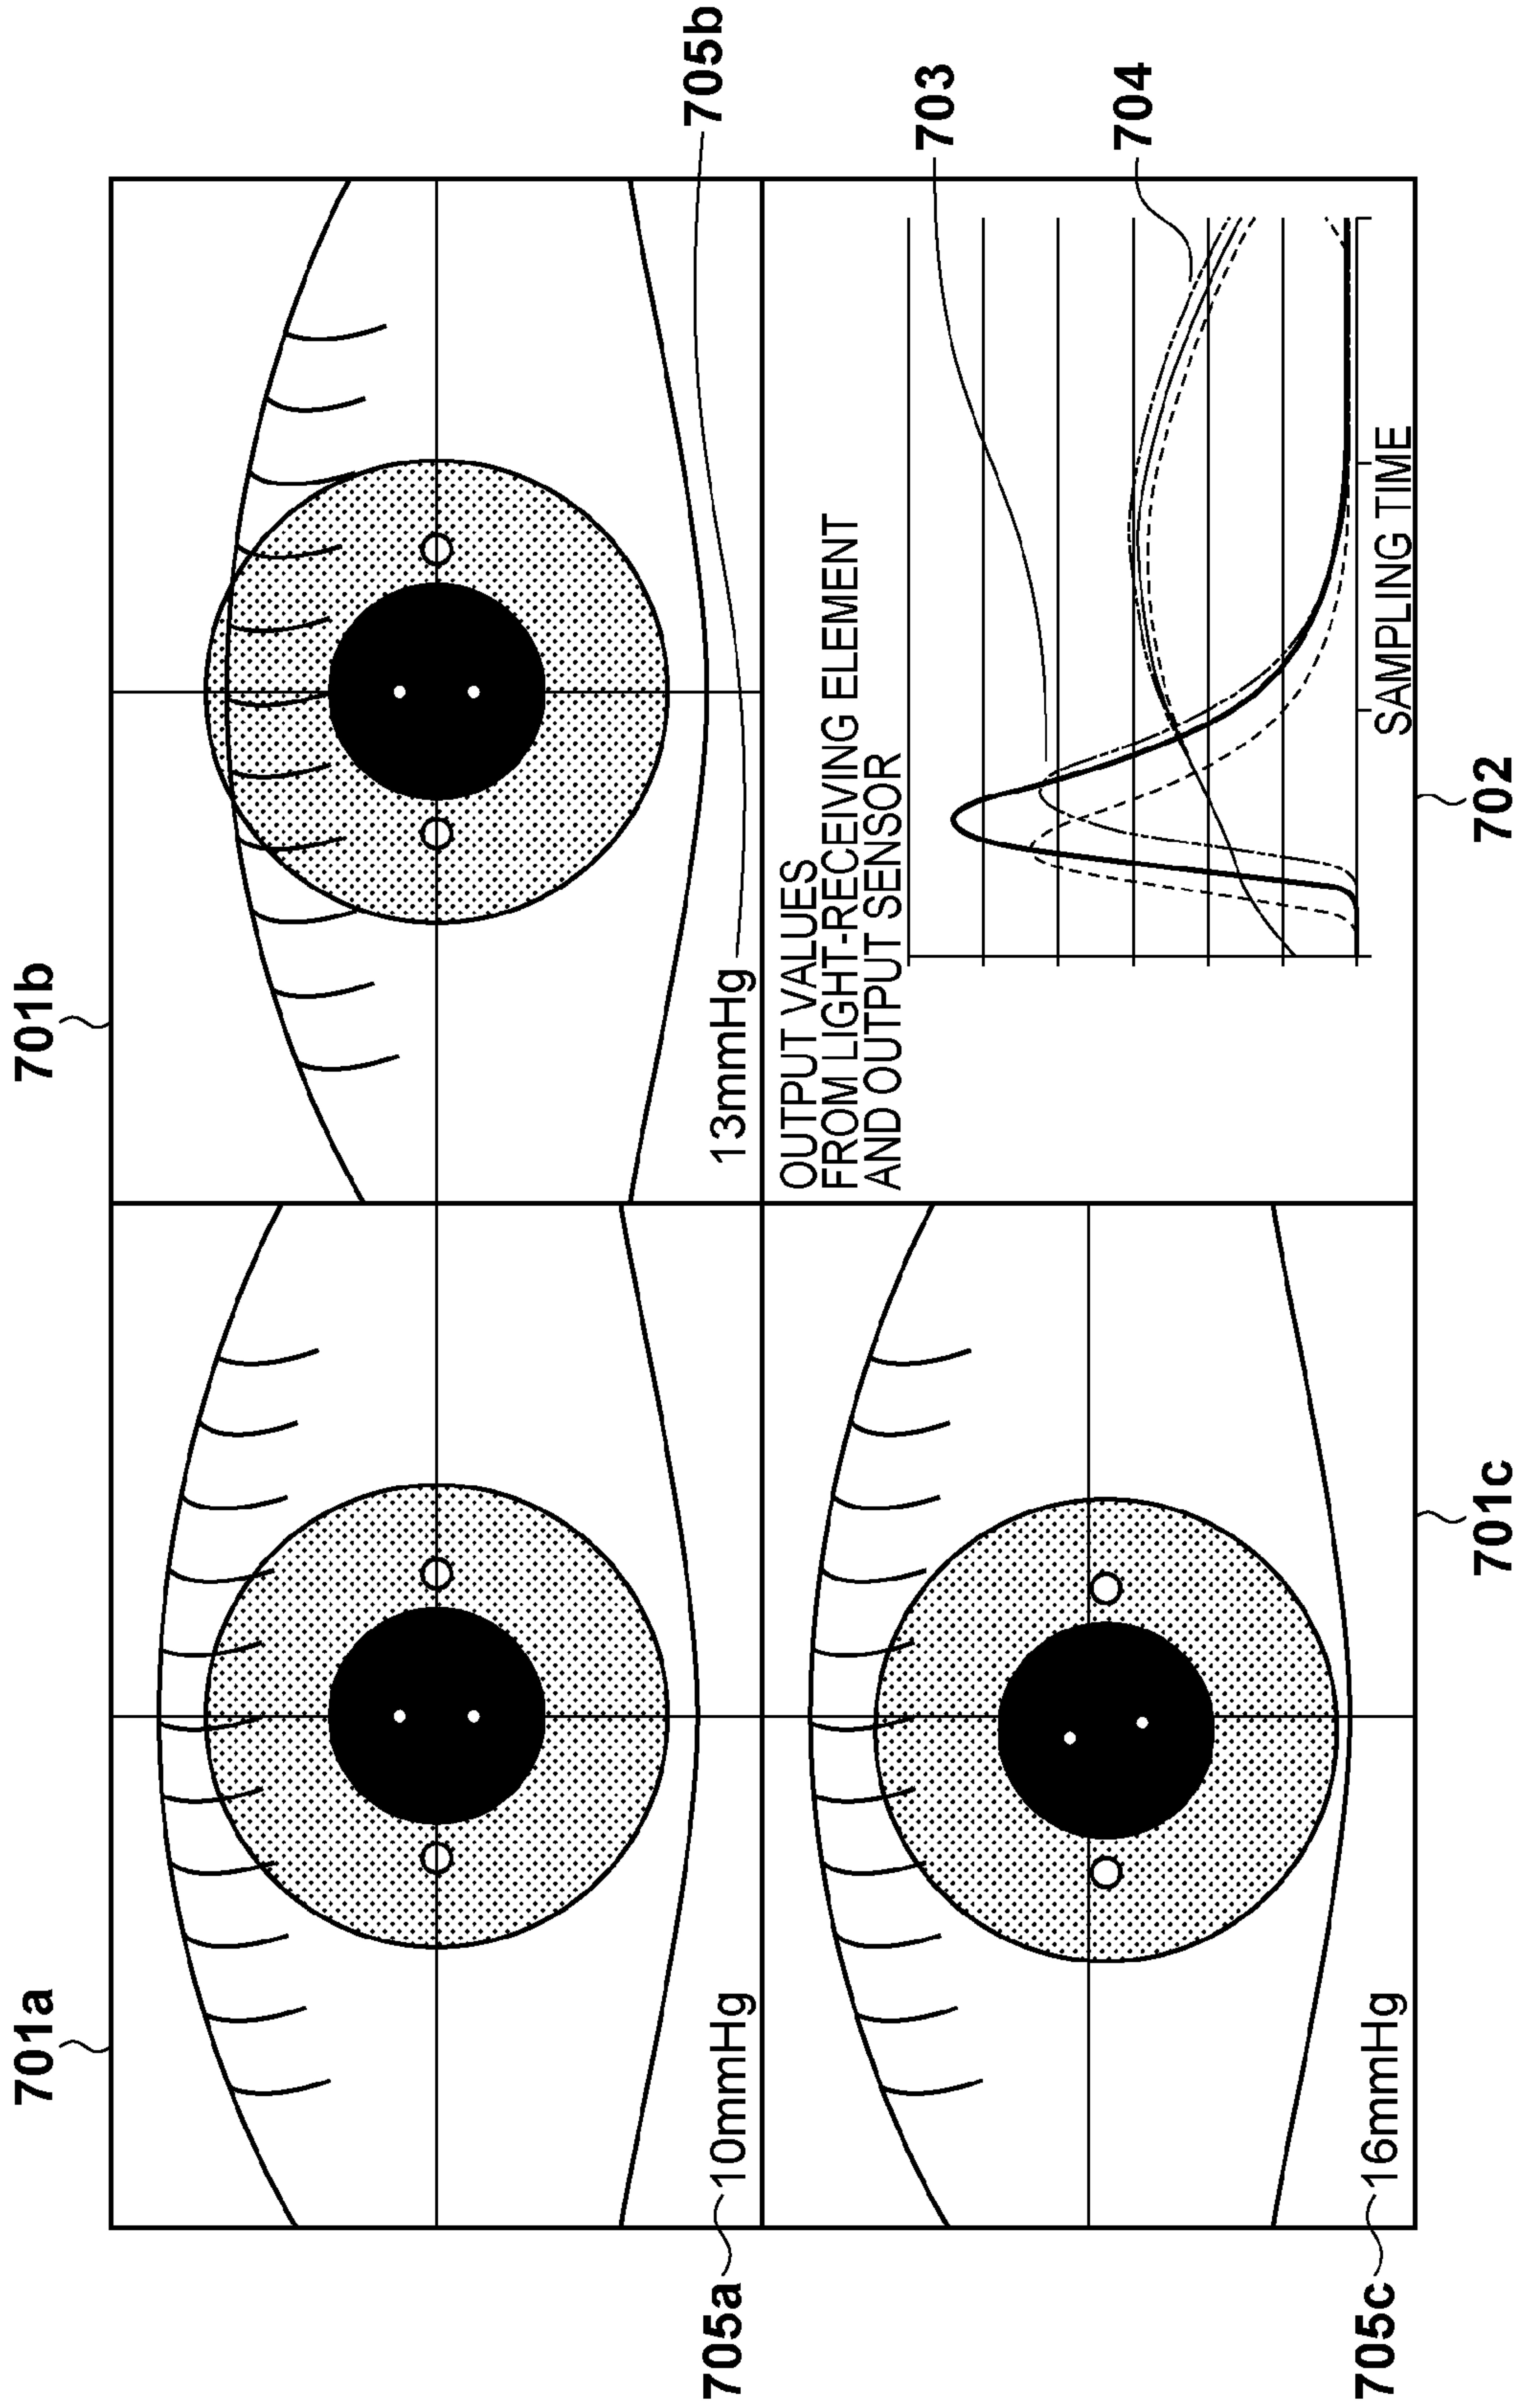 701a
701b
705a
10mmHg
13mmHg
705b
OUTPUT VALUES
FROM LIGHT-RECEIVING ELEMENT
AND OUTPUT SENSOR
703
704
705c
16mmHg
SAMPLING TIME
701c
702